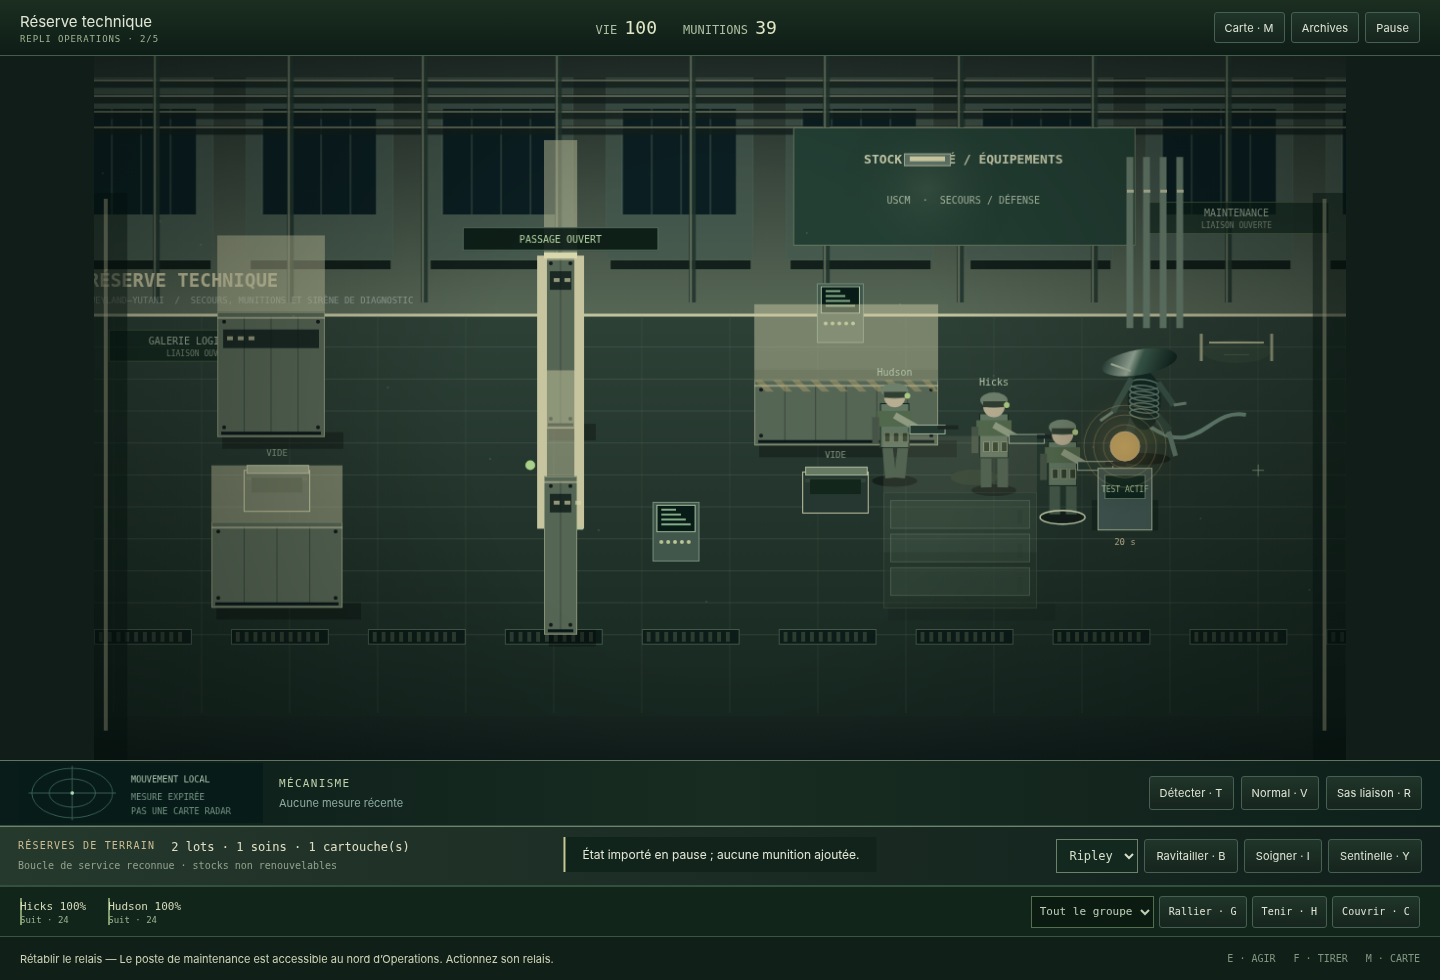 Réserve technique
REPLI OPERATIONS · 2/5
VIE 100 MUNITIONS 39
Carte · M
Archives
Pause
STOCK É / ÉQUIPEMENTS
USCM · SECOURS / DÉFENSE
MAINTENANCE
LIAISON OUVERTE
PASSAGE OUVERT
RESERVE TECHNIQUE
WEYLAND-YUTANI / SECOURS, MUNITIONS ET SIRÈNE DE DIAGNOSTIC
GALERIE LOGI
LIAISON OUV
Hudson
Hicks
VIDE
VIDE
TEST ACTIF
20 s
MOUVEMENT LOCAL
MESURE EXPIRÉE
PAS UNE CARTE RADAR
MÉCANISME
Aucune mesure récente
Détecter · T
Normal · V
Sas liaison · R
RÉSERVES DE TERRAIN 2 lots · 1 soins · 1 cartouche(s)
Boucle de service reconnue · stocks non renouvelables
État importé en pause ; aucune munition ajoutée.
Ripley
Ravitailler · B
Soigner · I
Sentinelle · Y
Hicks 100%
Suit · 24
Hudson 100%
Suit · 24
Tout le groupe
Rallier · G
Tenir · H
Couvrir · C
Rétablir le relais — Le poste de maintenance est accessible au nord d'Operations. Actionnez son relais.
E · AGIR F · TIRER M · CARTE